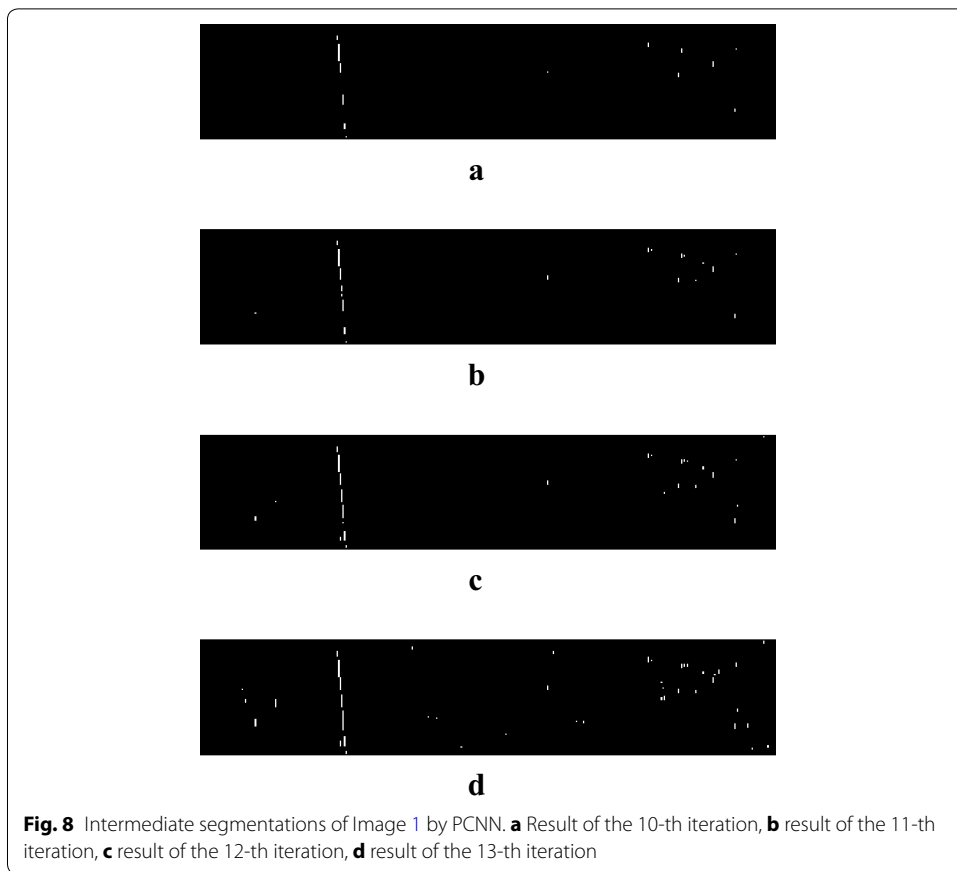 a
b
c
d
Fig. 8 Intermediate segmentations of Image 1 by PCNN. a Result of the 10-th iteration, b result of the 11-th
iteration, c result of the 12-th iteration, d result of the 13-th iteration